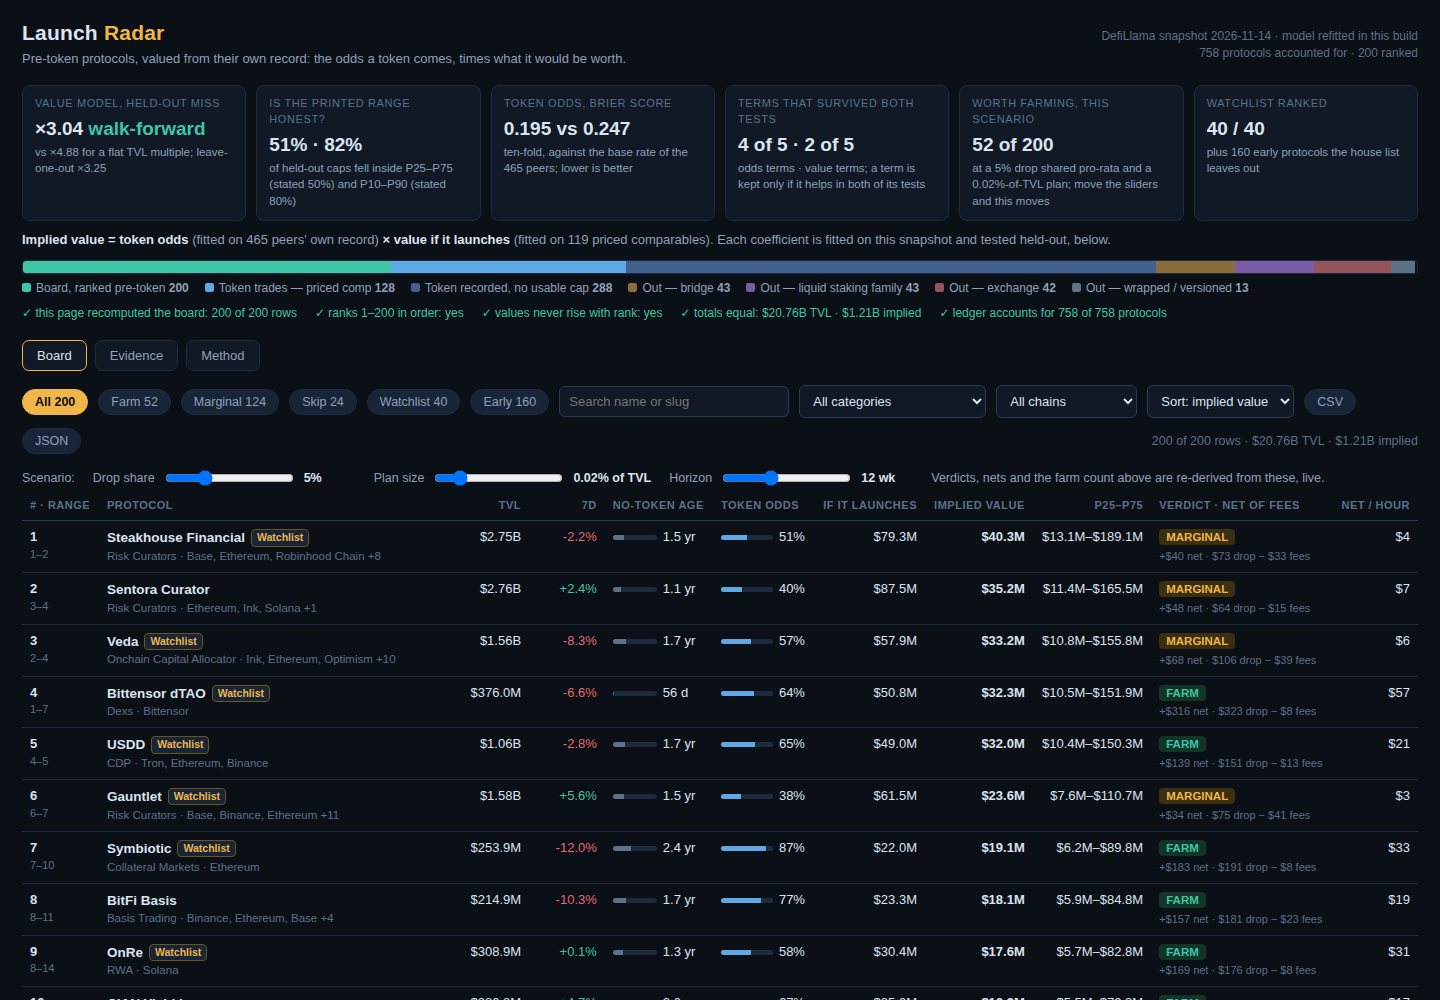 Launch Radar
Pre-token protocols, valued from their own record: the odds a token comes, times what it would be worth.
DefiLlama snapshot 2026-11-14 · model refitted in this build
758 protocols accounted for · 200 ranked
VALUE MODEL, HELD-OUT MISS
×3.04 walk-forward
vs ×4.88 for a flat TVL multiple; leave-
one-out ×3.25
IS THE PRINTED RANGE
HONEST?
51% · 82%
of held-out caps fell inside P25–P75
(stated 50%) and P10–P90 (stated
80%)
TOKEN ODDS, BRIER SCORE
0.195 vs 0.247
ten-fold, against the base rate of the
465 peers; lower is better
TERMS THAT SURVIVED BOTH
TESTS
4 of 5 · 2 of 5
odds terms · value terms; a term is
kept only if it helps in both of its tests
WORTH FARMING, THIS
SCENARIO
52 of 200
at a 5% drop shared pro-rata and a
0.02%-of-TVL plan; move the sliders
and this moves
WATCHLIST RANKED
40 / 40
plus 160 early protocols the house list
leaves out
Implied value = token odds (fitted on 465 peers' own record) × value if it launches (fitted on 119 priced comparables). Each coefficient is fitted on this snapshot and tested held-out, below.
Board, ranked pre-token 200 Token trades — priced comp 128 Token recorded, no usable cap 288 Out — bridge 43 Out — liquid staking family 43 Out — exchange 42 Out — wrapped / versioned 13
✓ this page recomputed the board: 200 of 200 rows ✓ ranks 1–200 in order: yes ✓ values never rise with rank: yes ✓ totals equal: $20.76B TVL · $1.21B implied ✓ ledger accounts for 758 of 758 protocols
Board Evidence Method
All 200 Farm 52 Marginal 124 Skip 24 Watchlist 40 Early 160 Search name or slug All categories All chains Sort: implied value CSV
JSON 200 of 200 rows · $20.76B TVL · $1.21B implied
Scenario: Drop share 5% Plan size 0.02% of TVL Horizon 12 wk Verdicts, nets and the farm count above are re-derived from these, live.
# · RANGE PROTOCOL TVL 7D NO-TOKEN AGE TOKEN ODDS IF IT LAUNCHES IMPLIED VALUE P25–P75 VERDICT · NET OF FEES NET / HOUR
1 Steakhouse Financial Watchlist $2.75B -2.2% 1.5 yr 51% $79.3M $40.3M $13.1M–$189.1M MARGINAL $4
1–2 Risk Curators · Base, Ethereum, Robinhood Chain +8 +$40 net · $73 drop − $33 fees
2 Sentora Curator $2.76B +2.4% 1.1 yr 40% $87.5M $35.2M $11.4M–$165.5M MARGINAL $7
3–4 Risk Curators · Ethereum, Ink, Solana +1 +$48 net · $64 drop − $15 fees
3 Veda Watchlist $1.56B -8.3% 1.7 yr 57% $57.9M $33.2M $10.8M–$155.8M MARGINAL $6
2–4 Onchain Capital Allocator · Ink, Ethereum, Optimism +10 +$68 net · $106 drop − $39 fees
4 Bittensor dTAO Watchlist $376.0M -6.6% 56 d 64% $50.8M $32.3M $10.5M–$151.9M FARM $57
1–7 Dexs · Bittensor +$316 net · $323 drop − $8 fees
5 USDD Watchlist $1.06B -2.8% 1.7 yr 65% $49.0M $32.0M $10.4M–$150.3M FARM $21
4–5 CDP · Tron, Ethereum, Binance +$139 net · $151 drop − $13 fees
6 Gauntlet Watchlist $1.58B +5.6% 1.5 yr 38% $61.5M $23.6M $7.6M–$110.7M MARGINAL $3
6–7 Risk Curators · Base, Binance, Ethereum +11 +$34 net · $75 drop − $41 fees
7 Symbiotic Watchlist $253.9M -12.0% 2.4 yr 87% $22.0M $19.1M $6.2M–$89.8M FARM $33
7–10 Collateral Markets · Ethereum +$183 net · $191 drop − $8 fees
8 BitFi Basis $214.9M -10.3% 1.7 yr 77% $23.3M $18.1M $5.9M–$84.8M FARM $19
8–11 Basis Trading · Binance, Ethereum, Base +4 +$157 net · $181 drop − $23 fees
9 OnRe Watchlist $308.9M +0.1% 1.3 yr 58% $30.4M $17.6M $5.7M–$82.8M FARM $31
8–14 RWA · Solana +$169 net · $176 drop − $8 fees